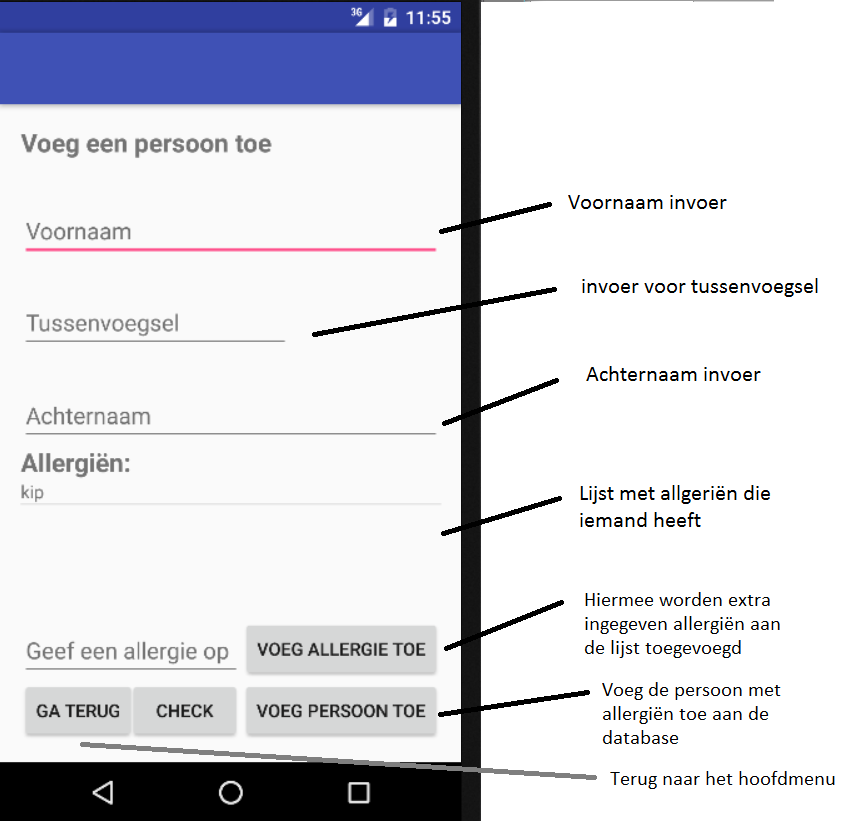 3G 11:55
Voeg een persoon toe
Voornaam
Voornaam invoer
Tussenvoegsel
invoer voor tussenvoegsel
Achternaam
Achternaam invoer
Allergiën:
kip
Lijst met allgeriën die
iemand heeft
Geef een allergie op
VOEG ALLERGIE TOE
Hiermee worden extra
ingegeven allergiën aan
de lijst toegevoegd
GA TERUG
CHECK
VOEG PERSOON TOE
Voeg de persoon met
allergiën toe aan de
database
Terug naar het hoofdmenu